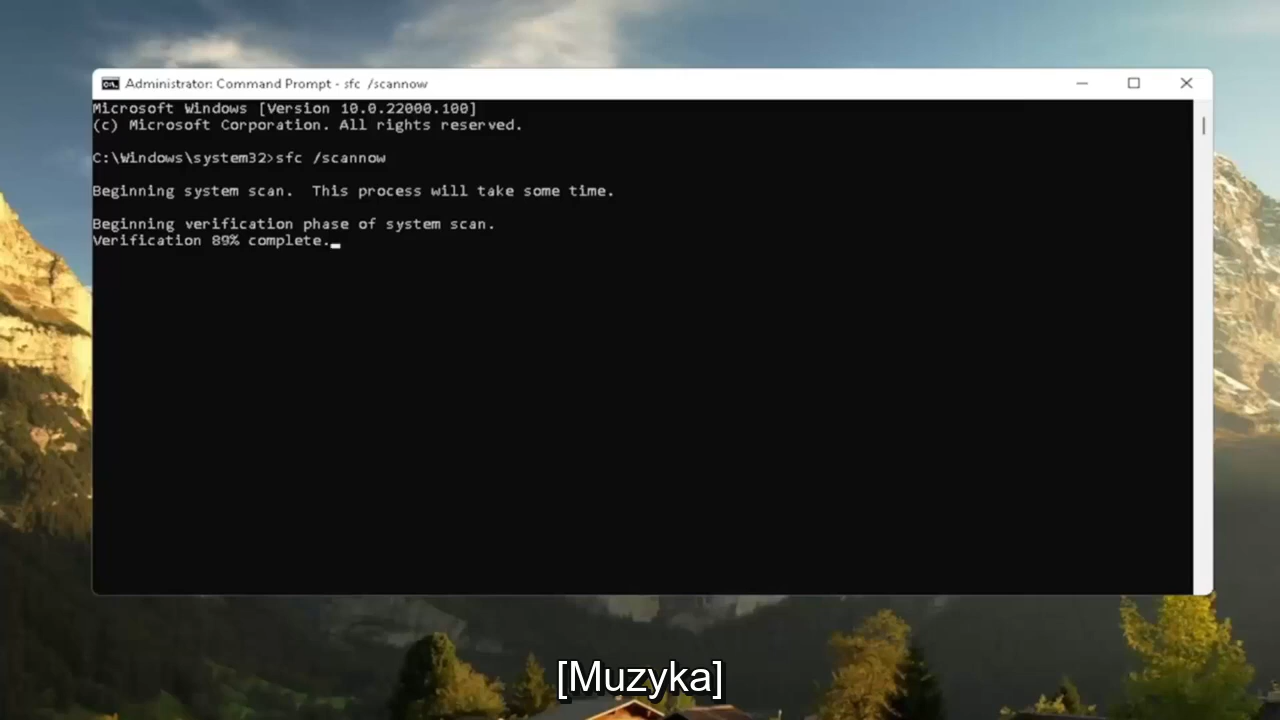 Administrator: Command Prompt - sfc /scannow
Microsoft Windows [Version 10.0.22000.100]
(c) Microsoft Corporation. All rights reserved.
C:\Windows\system32>sfc /scannow
Beginning system scan.  This process will take some time.
Beginning verification phase of system scan.
Verification 89% complete.
[Muzyka]